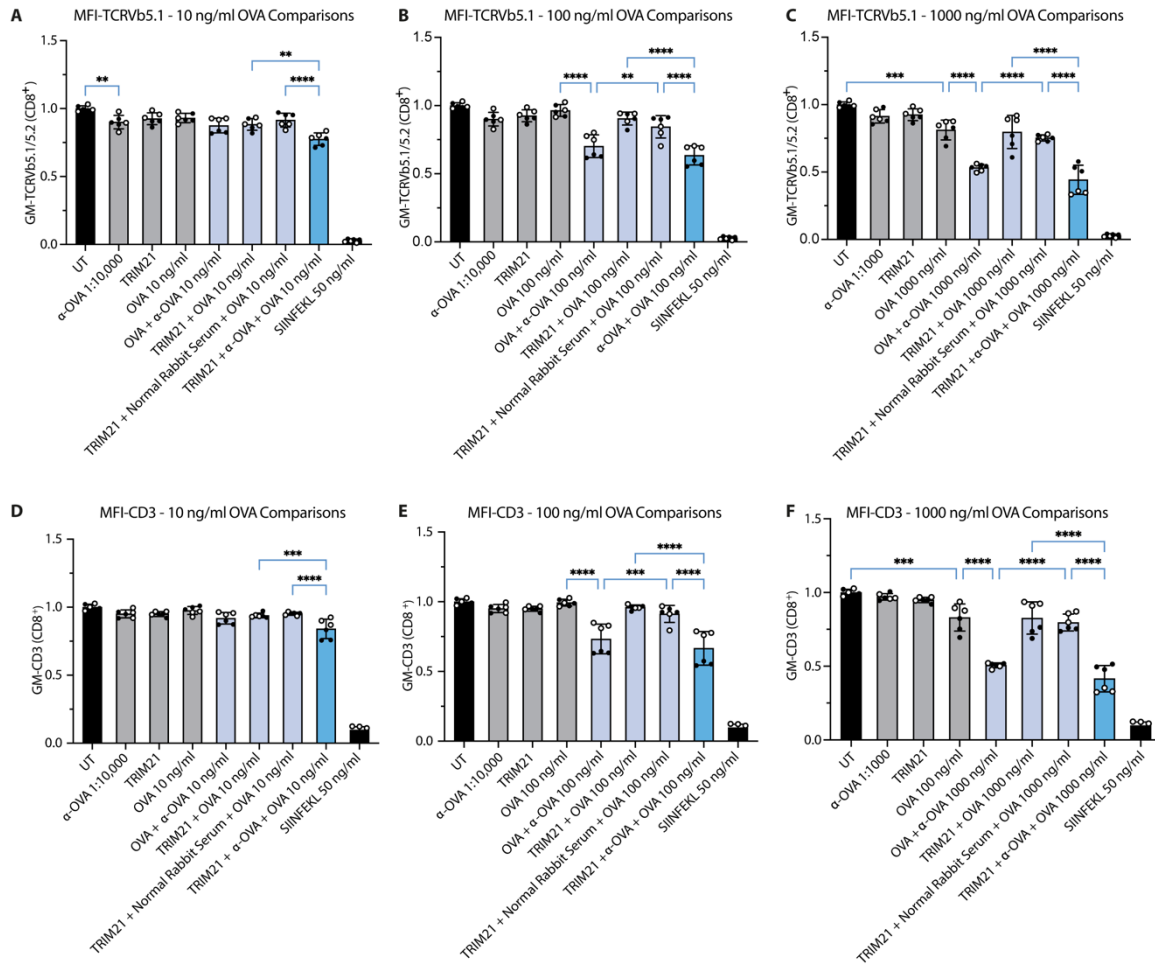 A
MFI-TCRVb5.1 - 10 ng/ml OVA Comparisons
GM-TCRVb5.1/5.2 (CD8+)
1.5
1.0
0.5
0.0
**
**
****
UT
α-OVA 1:10,000
TRIM21
OVA 10 ng/ml
OVA + α-OVA 10 ng/ml
TRIM21 + OVA 10 ng/ml
TRIM21 + Normal Rabbit Serum + OVA 10 ng/ml
TRIM21 + α-OVA + OVA 10 ng/ml
SIINFEKL 50 ng/ml
B
MFI-TCRVb5.1 - 100 ng/ml OVA Comparisons
GM-TCRVb5.1/5.2 (CD8+)
1.5
1.0
0.5
0.0
****
****
**
****
UT
α-OVA 1:10,000
TRIM21
OVA 100 ng/ml
OVA + α-OVA 100 ng/ml
TRIM21 + OVA 100 ng/ml
TRIM21 + Normal Rabbit Serum + OVA 100 ng/ml
α-OVA + OVA 100 ng/ml
SIINFEKL 50 ng/ml
C
MFI-TCRVb5.1 - 1000 ng/ml OVA Comparisons
GM-TCRVb5.1/5.2 (CD8+)
1.5
1.0
0.5
0.0
****
***
****
****
****
UT
α-OVA 1:1000
TRIM21
OVA 1000 ng/ml
OVA + α-OVA 1000 ng/ml
TRIM21 + OVA 1000 ng/ml
TRIM21 + Normal Rabbit Serum + OVA 1000 ng/ml
TRIM21 +α-OVA + OVA 1000 ng/ml
SIINFEKL 50 ng/ml
D
MFI-CD3 - 10 ng/ml OVA Comparisons
GM-CD3 (CD8+)
1.5
1.0
0.5
0.0
***
****
UT
α-OVA 1:10,000
TRIM21
OVA 10 ng/ml
OVA + α-OVA 10 ng/ml
TRIM21 + OVA 10 ng/ml
TRIM21 + Normal Rabbit Serum + OVA 10 ng/ml
TRIM21 + α-OVA + OVA 10 ng/ml
SIINFEKL 50 ng/ml
E
MFI-CD3 - 100 ng/ml OVA Comparisons
GM-CD3 (CD8+)
1.5
1.0
0.5
0.0
****
****
***
****
UT
α-OVA 1:10,000
TRIM21
OVA 100 ng/ml
OVA + α-OVA 100 ng/ml
TRIM21 + OVA 100 ng/ml
TRIM21 + Normal Rabbit Serum + OVA 100 ng/ml
TRIM21 + α-OVA + OVA 100 ng/ml
SIINFEKL 50 ng/ml
F
MFI-CD3 - 1000 ng/ml OVA Comparisons
GM-CD3 (CD8+)
1.5
1.0
0.5
0.0
****
***
****
****
****
UT
α-OVA 1:1000
TRIM21
OVA 100 ng/ml
OVA + α-OVA 1000 ng/ml
TRIM21 + OVA 1000 ng/ml
TRIM21 + Normal Rabbit Serum + OVA 1000 ng/ml
TRIM21 + α-OVA + OVA 1000 ng/ml
SIINFEKL 50 ng/ml